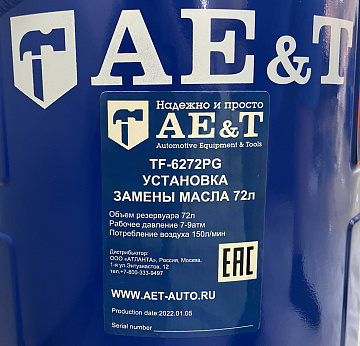 AE&T
Надежно и просто
AE&T
Automotive Equipment & Tools
TF-6272PG
УСТАНОВКА
ЗАМЕНЫ МАСЛА 72л
Объем резервуара 72л
Рабочее давление 7-9атм
Потребление воздуха 150л/мин
Дистрибьютор:
ООО «АТЛАНТА», Россия, Москва,
1-я ул.Энтузиастов, 12
тел.+7-800-333-9497
EAC
WWW.AET-AUTO.RU
Production date:2022.01.05
Serial number